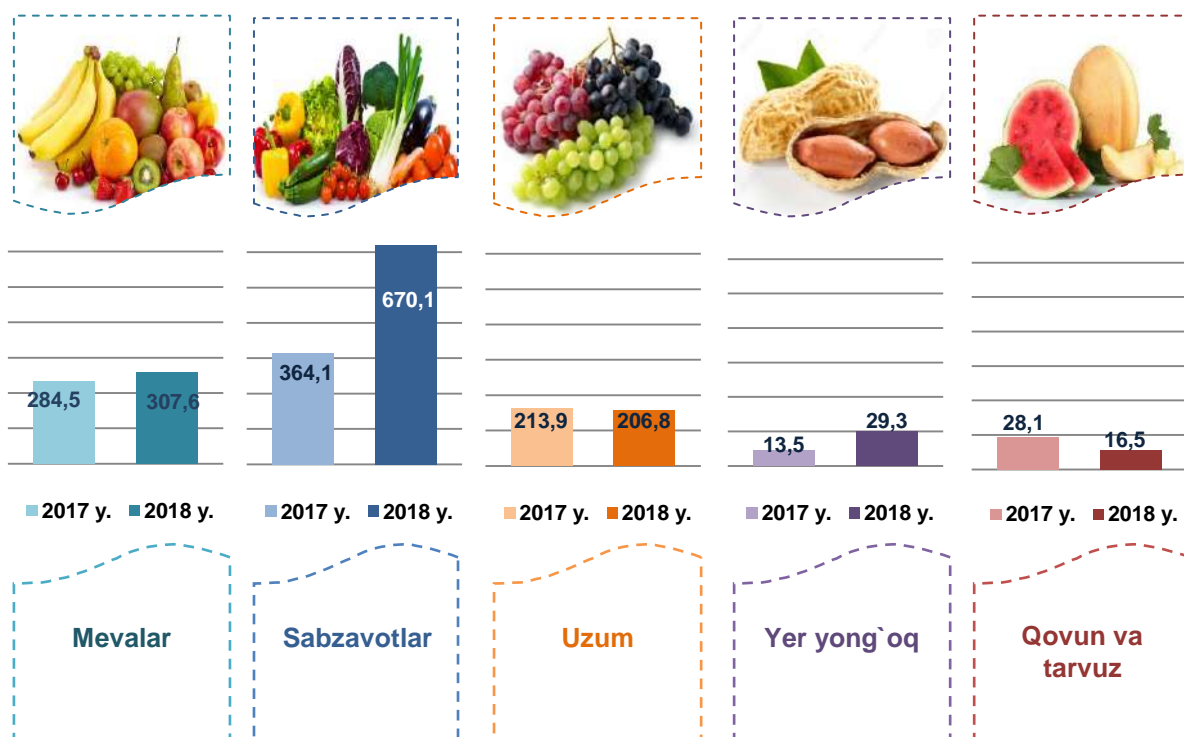 284,5
307,6
364,1
670,1
213,9
206,8
13,5
29,3
28,1
16,5
2017 y. 2018 y.
2017 y. 2018 y.
2017 y. 2018 y.
2017 y. 2018 y.
2017 y. 2018 y.
Mevalar
Sabzavotlar
Uzum
Yer yong`oq
Qovun va
tarvuz